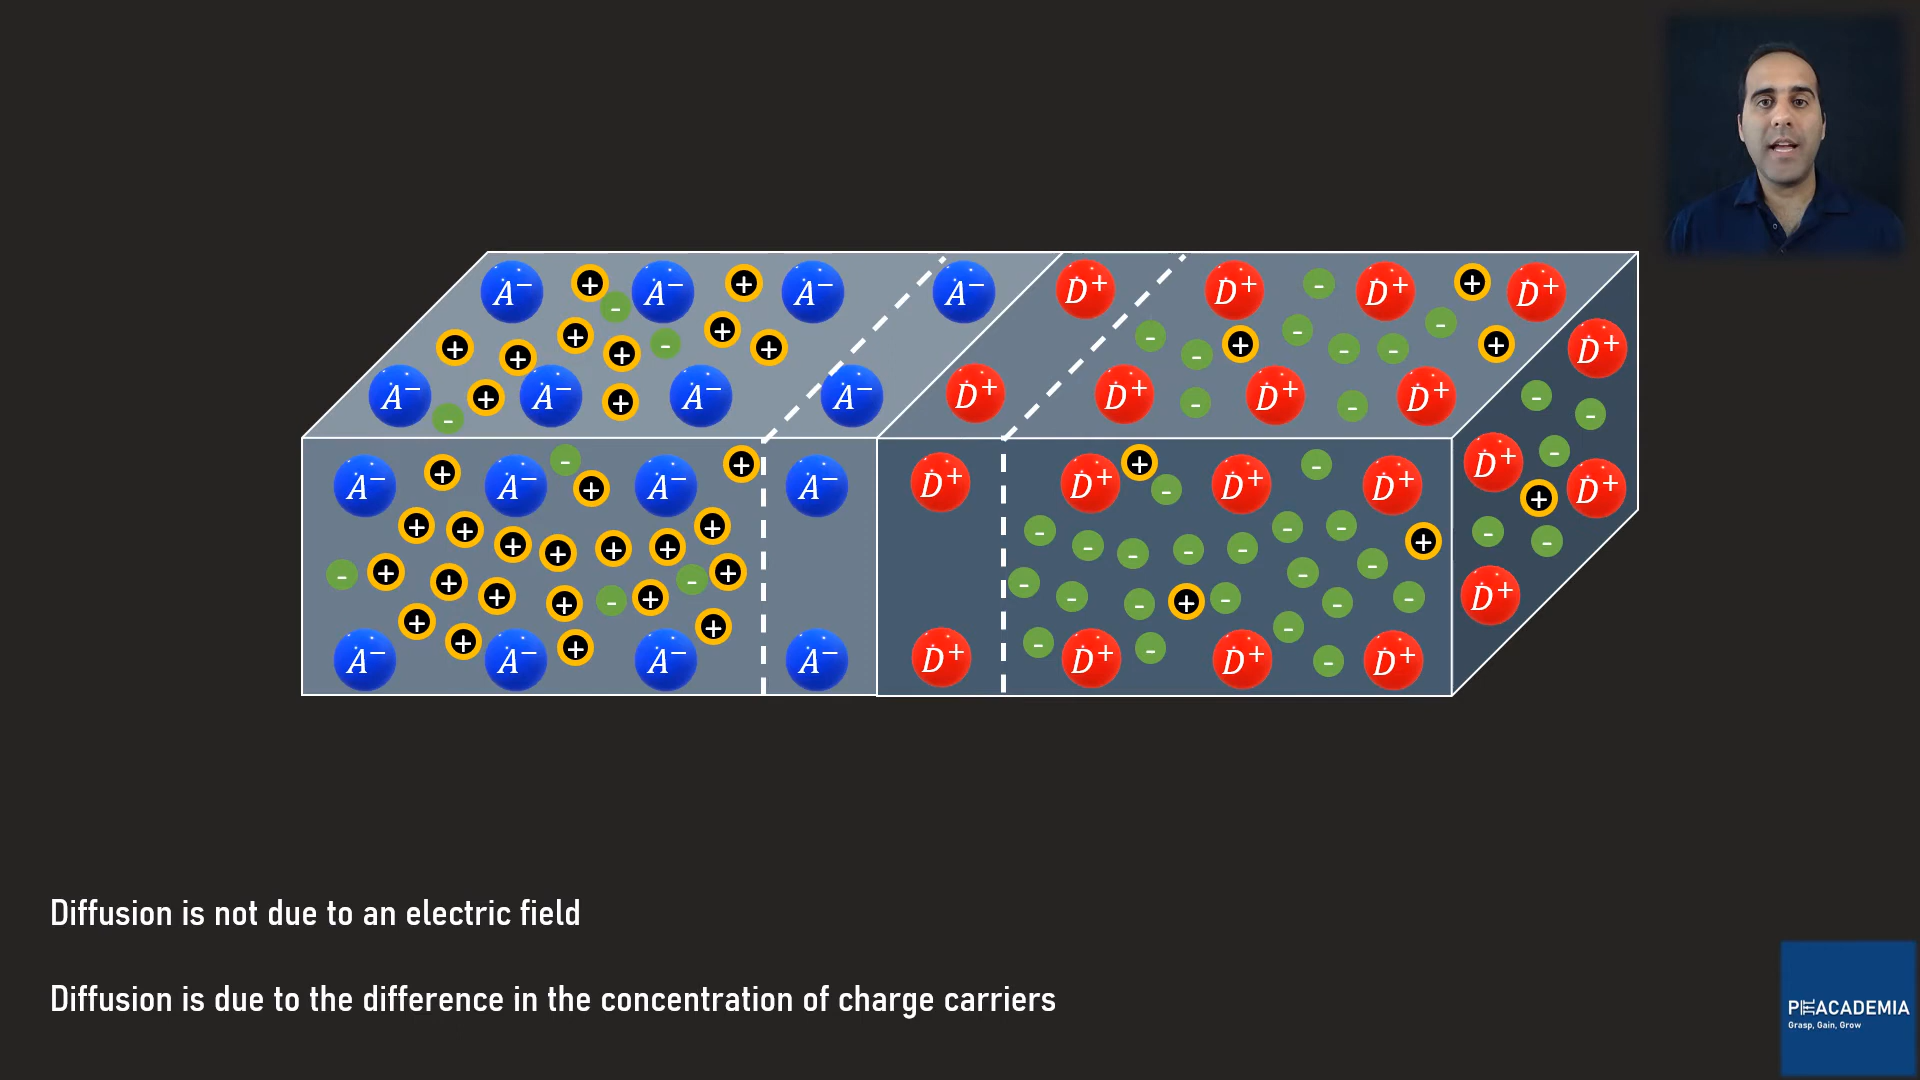 A⁻ + A⁻ + A⁻ A⁻ D⁺ D⁺ - D⁺ + D⁺
-
+ + + - + - + - + - - - + D⁺
+ + +
A⁻ + A⁻ + A⁻ A⁻ D⁺ D⁺ - D⁺ - D⁺ - -
-
A⁻ + A⁻ - + A⁻ + A⁻ D⁺ D⁺ + - D⁺ - D⁺ D⁺ - + D⁺
+ + + + + + + - - - - - - - + - -
- + + + + - + - + - - - + - - - - - D⁺
+ + + + - - - -
A⁻ A⁻ A⁻ A⁻ D⁺ D⁺ D⁺ D⁺
Diffusion is not due to an electric field
Diffusion is due to the difference in the concentration of charge carriers
PHACADEMIA
Grasp, Gain, Grow